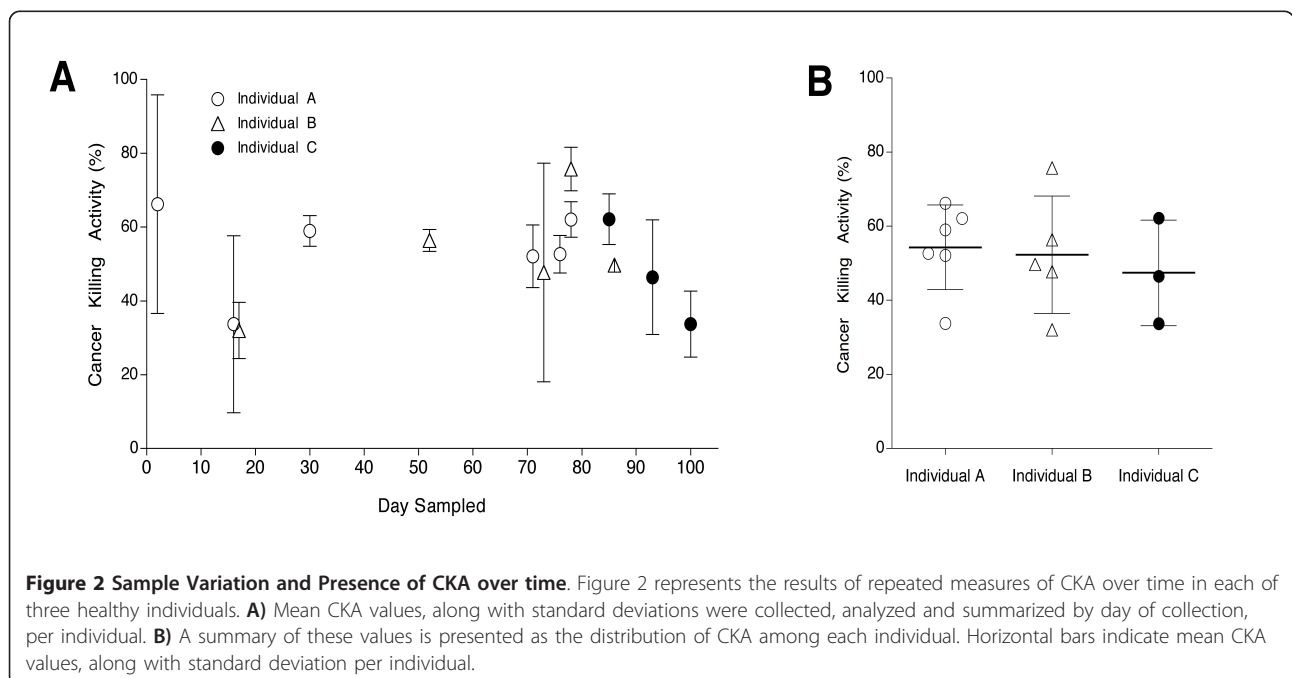 A
B
100
80
60
40
20
0
Cancer Killing Activity (%)
Individual A
Individual B
Individual C
0 10 20 30 40 50 60 70 80 90 100
Day Sampled
100
80
60
40
20
0
Cancer Killing Activity (%)
Individual A Individual B Individual C
Figure 2 Sample Variation and Presence of CKA over time. Figure 2 represents the results of repeated measures of CKA over time in each of
three healthy individuals. A) Mean CKA values, along with standard deviations were collected, analyzed and summarized by day of collection,
per individual. B) A summary of these values is presented as the distribution of CKA among each individual. Horizontal bars indicate mean CKA
values, along with standard deviation per individual.